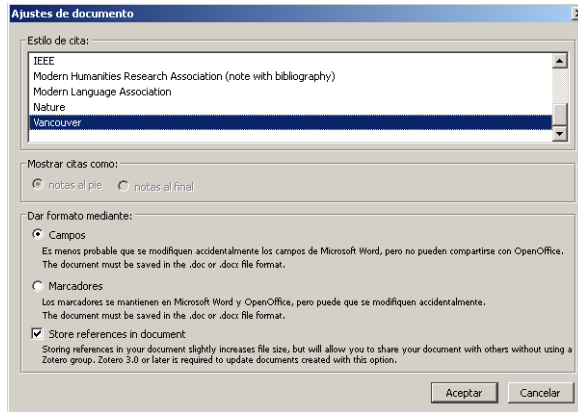 Ajustes de documento
Estilo de cita:
IEEE
Modern Humanities Research Association (note with bibliography)
Modern Language Association
Nature
Vancouver
Mostrar citas como:
notas al pie notas al final
Dar formato mediante:
Campos
Es menos probable que se modifiquen accidentalmente los campos de Microsoft Word, pero no pueden compartirse con OpenOffice.
The document must be saved in the .doc or .docx file format.
Marcadores
Los marcadores se mantienen en Microsoft Word y OpenOffice, pero puede que se modifiquen accidentalmente.
The document must be saved in the .doc or .docx file format.
Store references in document
Storing references in your document slightly increases file size, but will allow you to share your document with others without using a
Zotero group. Zotero 3.0 or later is required to update documents created with this option.
Aceptar Cancelar